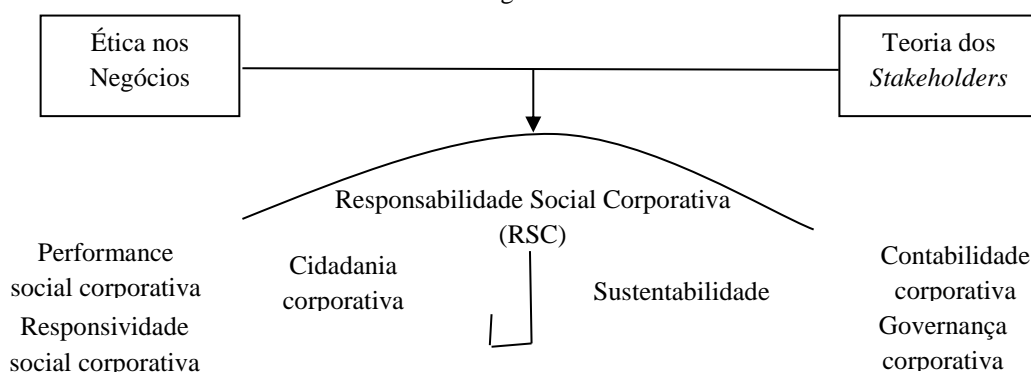 Ética nos
Negócios
Teoria dos
Stakeholders
Responsabilidade Social Corporativa
(RSC)
Performance
social corporativa
Responsividade
social corporativa
Cidadania
corporativa
Sustentabilidade
Contabilidade
corporativa
Governança
corporativa